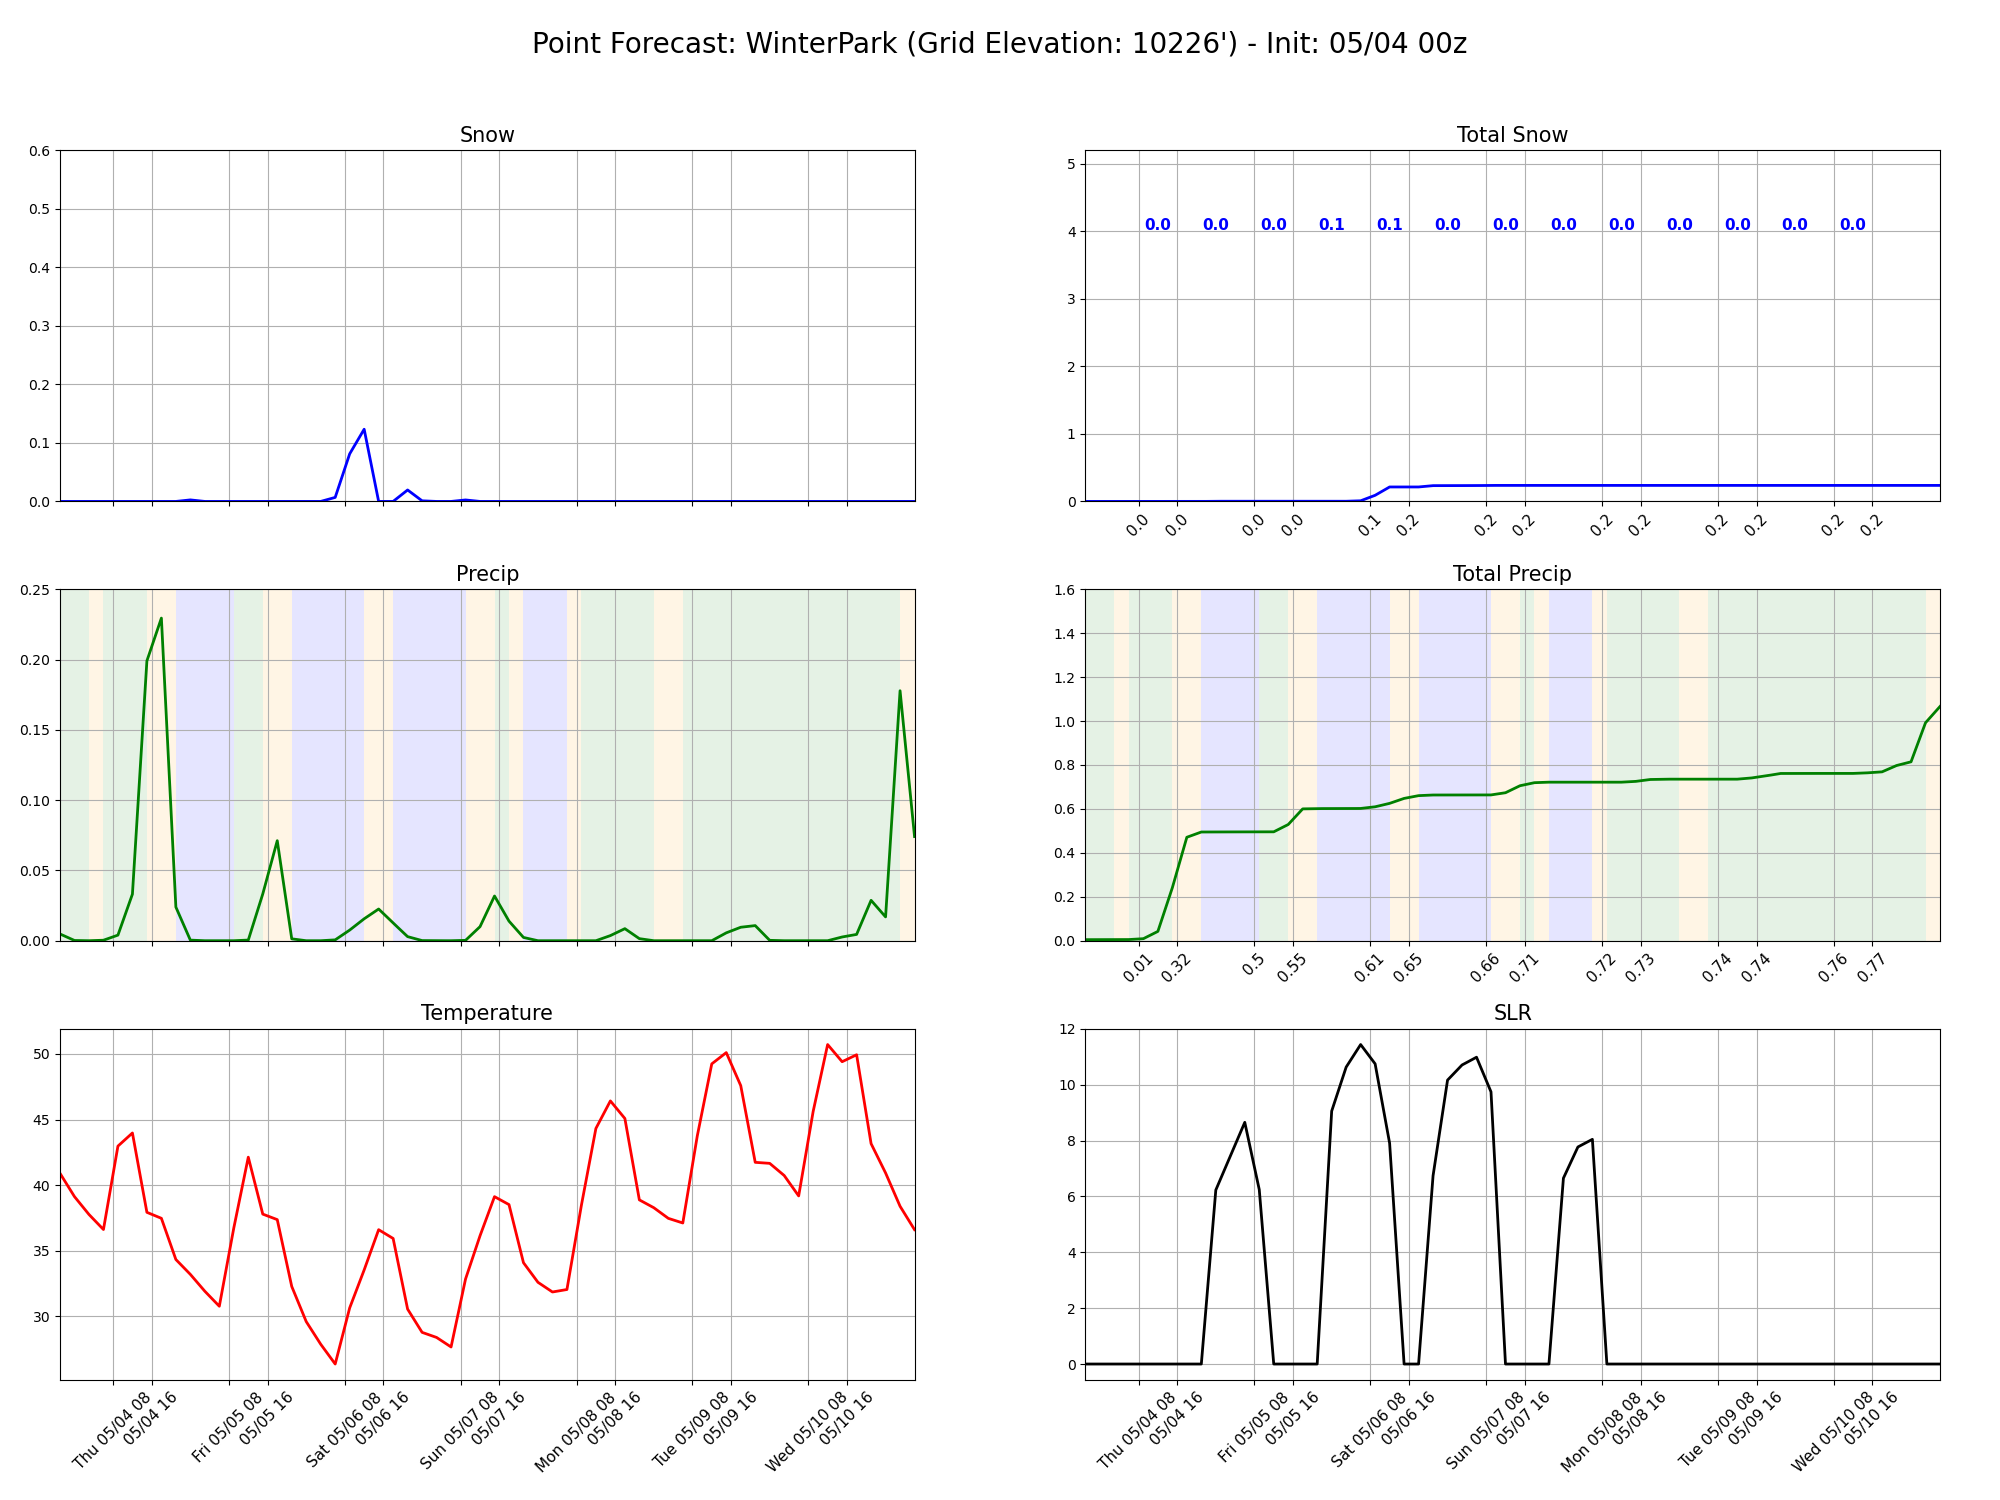 Point Forecast: WinterPark (Grid Elevation: 10226') - Init: 05/04 00z
Snow
0.6
0.5
0.4
0.3
0.2
0.1
0.0
Total Snow
5
4
3
2
1
0
0.0 0.0 0.0 0.1 0.1 0.0 0.0 0.0 0.0 0.0 0.0 0.0 0.0
0.0 0.0 0.0 0.0 0.1 0.2 0.2 0.2 0.2 0.2 0.2 0.2 0.2 0.2
Precip
0.25
0.20
0.15
0.10
0.05
0.00
Total Precip
1.6
1.4
1.2
1.0
0.8
0.6
0.4
0.2
0.0
0.01 0.32 0.5 0.55 0.61 0.65 0.66 0.71 0.72 0.73 0.74 0.74 0.76 0.77
Temperature
50
45
40
35
30
Thu 05/04 08
05/04 16
Fri 05/05 08
05/05 16
Sat 05/06 08
05/06 16
Sun 05/07 08
05/07 16
Mon 05/08 08
05/08 16
Tue 05/09 08
05/09 16
Wed 05/10 08
05/10 16
SLR
12
10
8
6
4
2
0
Thu 05/04 08
05/04 16
Fri 05/05 08
05/05 16
Sat 05/06 08
05/06 16
Sun 05/07 08
05/07 16
Mon 05/08 08
05/08 16
Tue 05/09 08
05/09 16
Wed 05/10 08
05/10 16